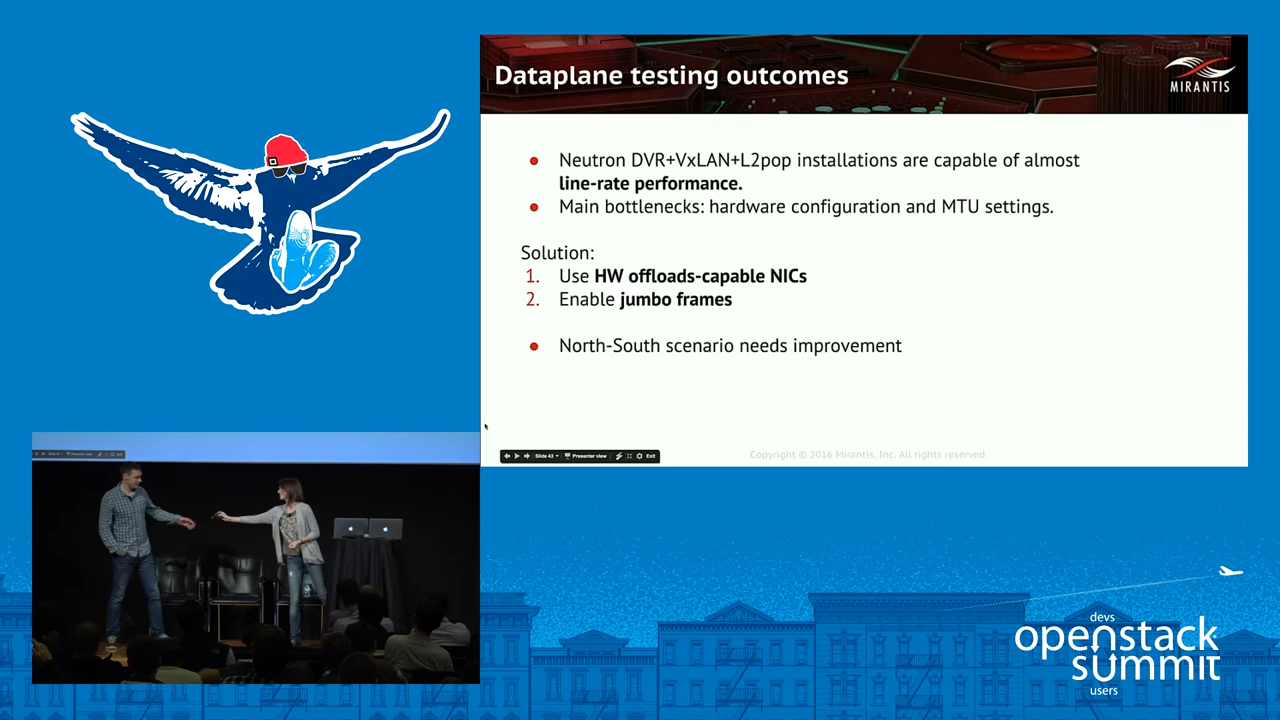 Dataplane testing outcomes
MIRANTIS
Neutron DVR+VxLAN+L2pop installations are capable of almost
line-rate performance.
Main bottlenecks: hardware configuration and MTU settings.
Solution:
1. Use HW offloads-capable NICs
2. Enable jumbo frames
North-South scenario needs improvement
Slide 43
Presenter view
Exit
Copyright © 2016 Mirantis, Inc. All rights reserved
devs
openstack
summit
users